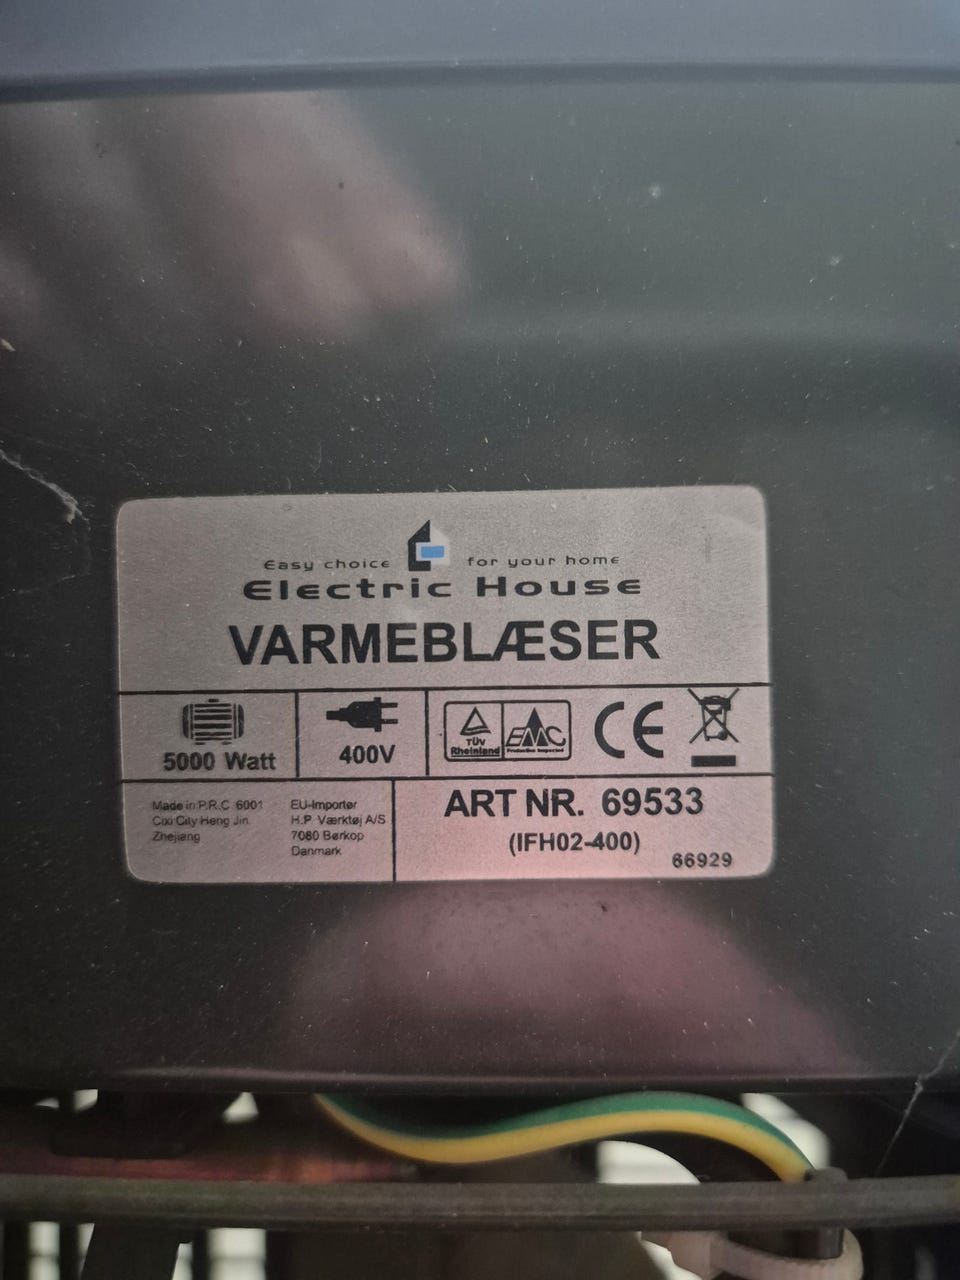 Easy choice for your home
Electric House
VARMEBLÆSER
5000 Watt
400V
TÜV
Rheinland
EMC
Production Inspected
CE
Made in P.R.C 6001
Cixi City Heng Jin
Zhejiang
EU-Importør
H.P Værktøj A/S
7080 Børkop
Danmark
ART NR. 69533
(IFH02-400)
66929